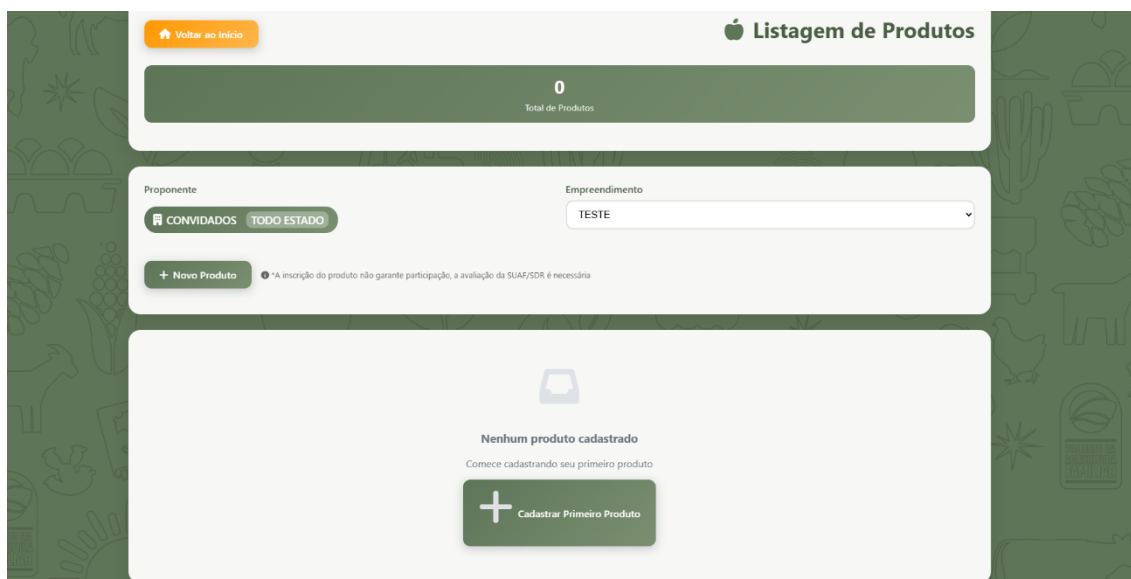 Voltar ao Início
Listagem de Produtos
0
Total de Produtos
Proponente
Empreendimento
CONVIDADOS TODO ESTADO
TESTE
+ Novo Produto
*A inscrição do produto não garante participação, a avaliação da SUAF/SDR é necessária
Nenhum produto cadastrado
Comece cadastrando seu primeiro produto
Cadastrar Primeiro Produto